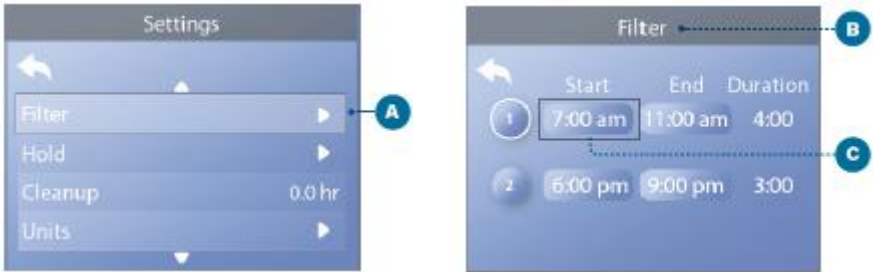 Settings
Filter
A
Hold
Cleanup 0.0 hr
Units
Filter
B
Start End Duration
1 7:00 am 11:00 am 4:00
C
2 6:00 pm 9:00 pm 3:00